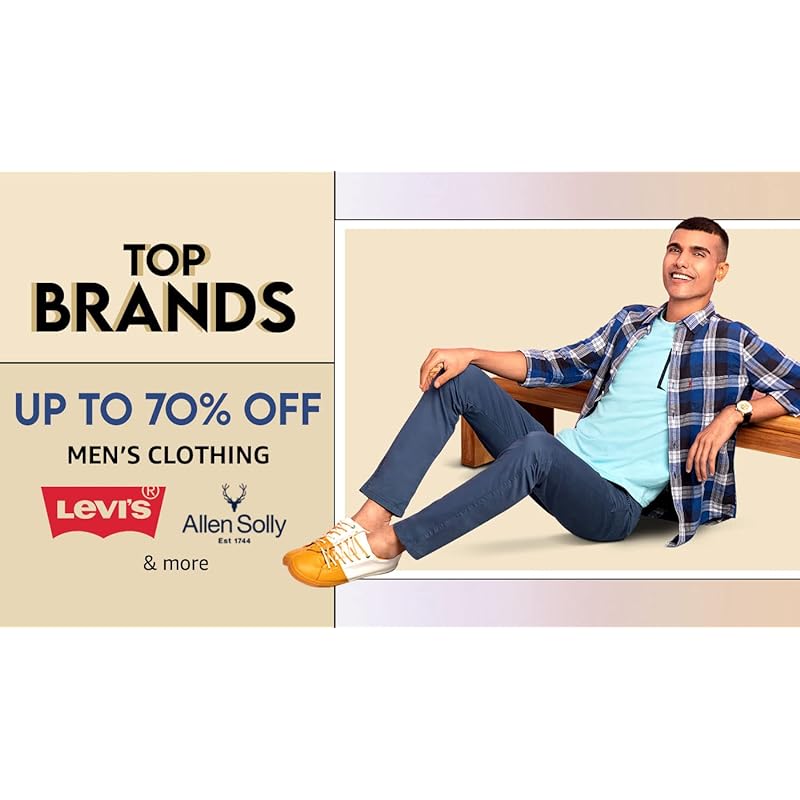 TOP
BRANDS
UP TO 70% OFF
MEN'S CLOTHING
LEVI'S®
Allen Solly
Est 1744
& more